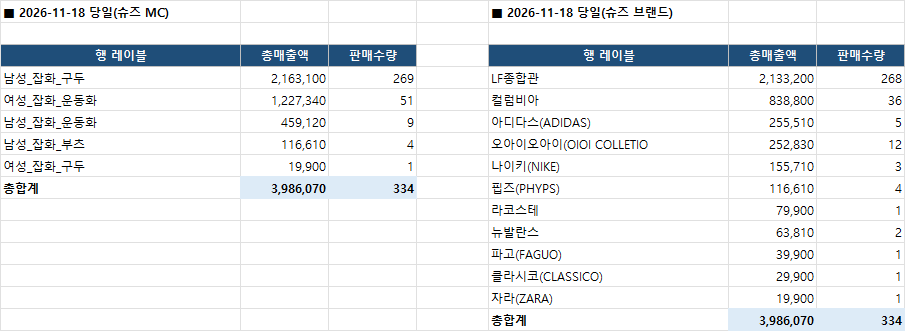 ■ 2026-11-18 당일(슈즈 MC)
행 레이블 총매출액 판매수량
남성_잡화_구두 2,163,100 269
여성_잡화_운동화 1,227,340 51
남성_잡화_운동화 459,120 9
남성_잡화_부츠 116,610 4
여성_잡화_구두 19,900 1
총합계 3,986,070 334
■ 2026-11-18 당일(슈즈 브랜드)
행 레이블 총매출액 판매수량
LF종합관 2,133,200 268
컬럼비아 838,800 36
아디다스(ADIDAS) 255,510 5
오아이오아이(OIOI COLLETIO 252,830 12
나이키(NIKE) 155,710 3
핍즈(PHYPS) 116,610 4
라코스테 79,900 1
뉴발란스 63,810 2
파고(FAGUO) 39,900 1
클라시코(CLASSICO) 29,900 1
자라(ZARA) 19,900 1
총합계 3,986,070 334